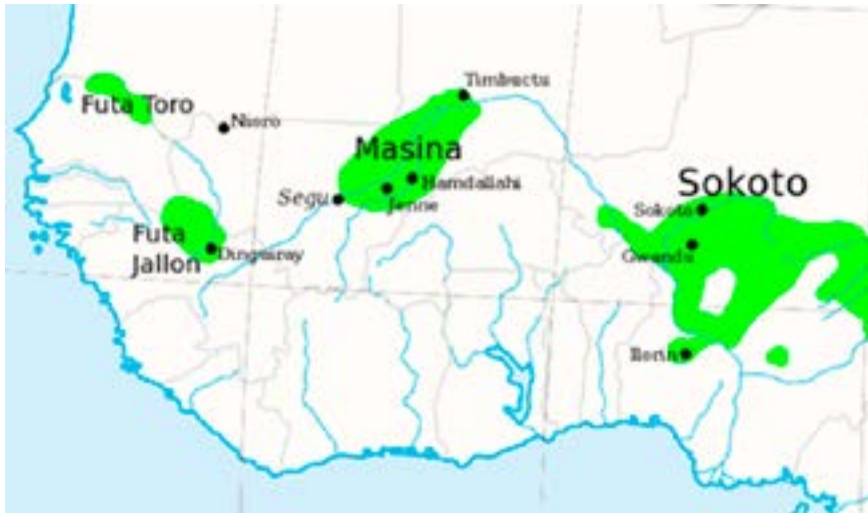 Timbuctu
Futa Toro
Nioro
Masina
Hamdallahi
Segu
Jenne
Sokoto
Sokoto
Futa
Jallon
Dinguiray
Gwandu
Ilorin